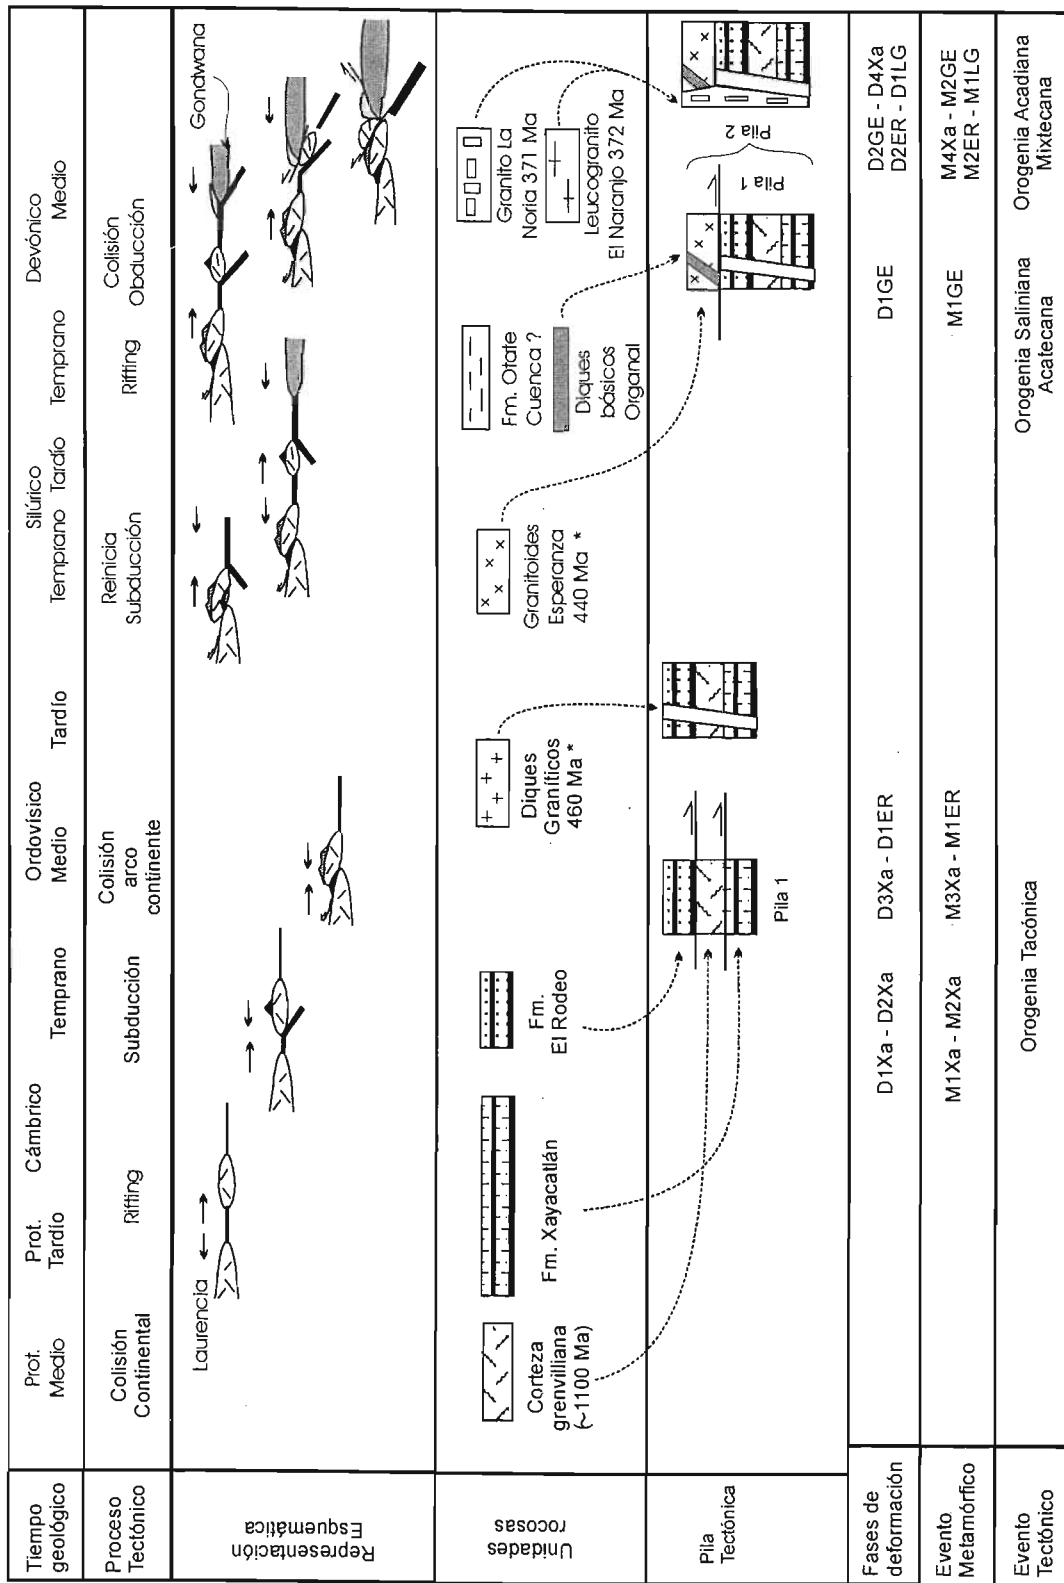 Tiempo
geológico
Prot.
Medio
Prot.
Tardío
Cámbrico
Temprano
Ordovísico
Medio
Tardío
Silúrico
Temprano Tardío
Devónico
Temprano
Medio
Proceso
Tectónico
Colisión
Continental
Rifting
Subducción
Colisión
arco
continente
Reinicia
Subducción
Rifting
Colisión
Obducción
Representación
Esquemática
Laurencia
Gondwana
Unidades
rocosas
Corteza
grenvilliana
(~1100 Ma)
Fm. Xayacatlán
Fm.
El Rodeo
Diques
Graníticos
460 Ma *
Granitoides
Esperanza
440 Ma *
Fm. Otate
Cuenca ?
Diques
básicos
Organal
Granito La
Noria 371 Ma
Leucogranito
El Naranjo 372 Ma
Pila
Tectónica
Pila 1
Pila 1
Pila 2
Fases de
deformación
D1Xa - D2Xa
D3Xa - D1ER
D1GE
D2GE - D4Xa
D2ER - D1LG
Evento
Metamórfico
M1Xa - M2Xa
M3Xa - M1ER
M1GE
M4Xa - M2GE
M2ER - M1LG
Evento
Tectónico
Orogenia Tacónica
Orogenia Saliniana
Acatecana
Orogenia Acadiana
Mixtecana